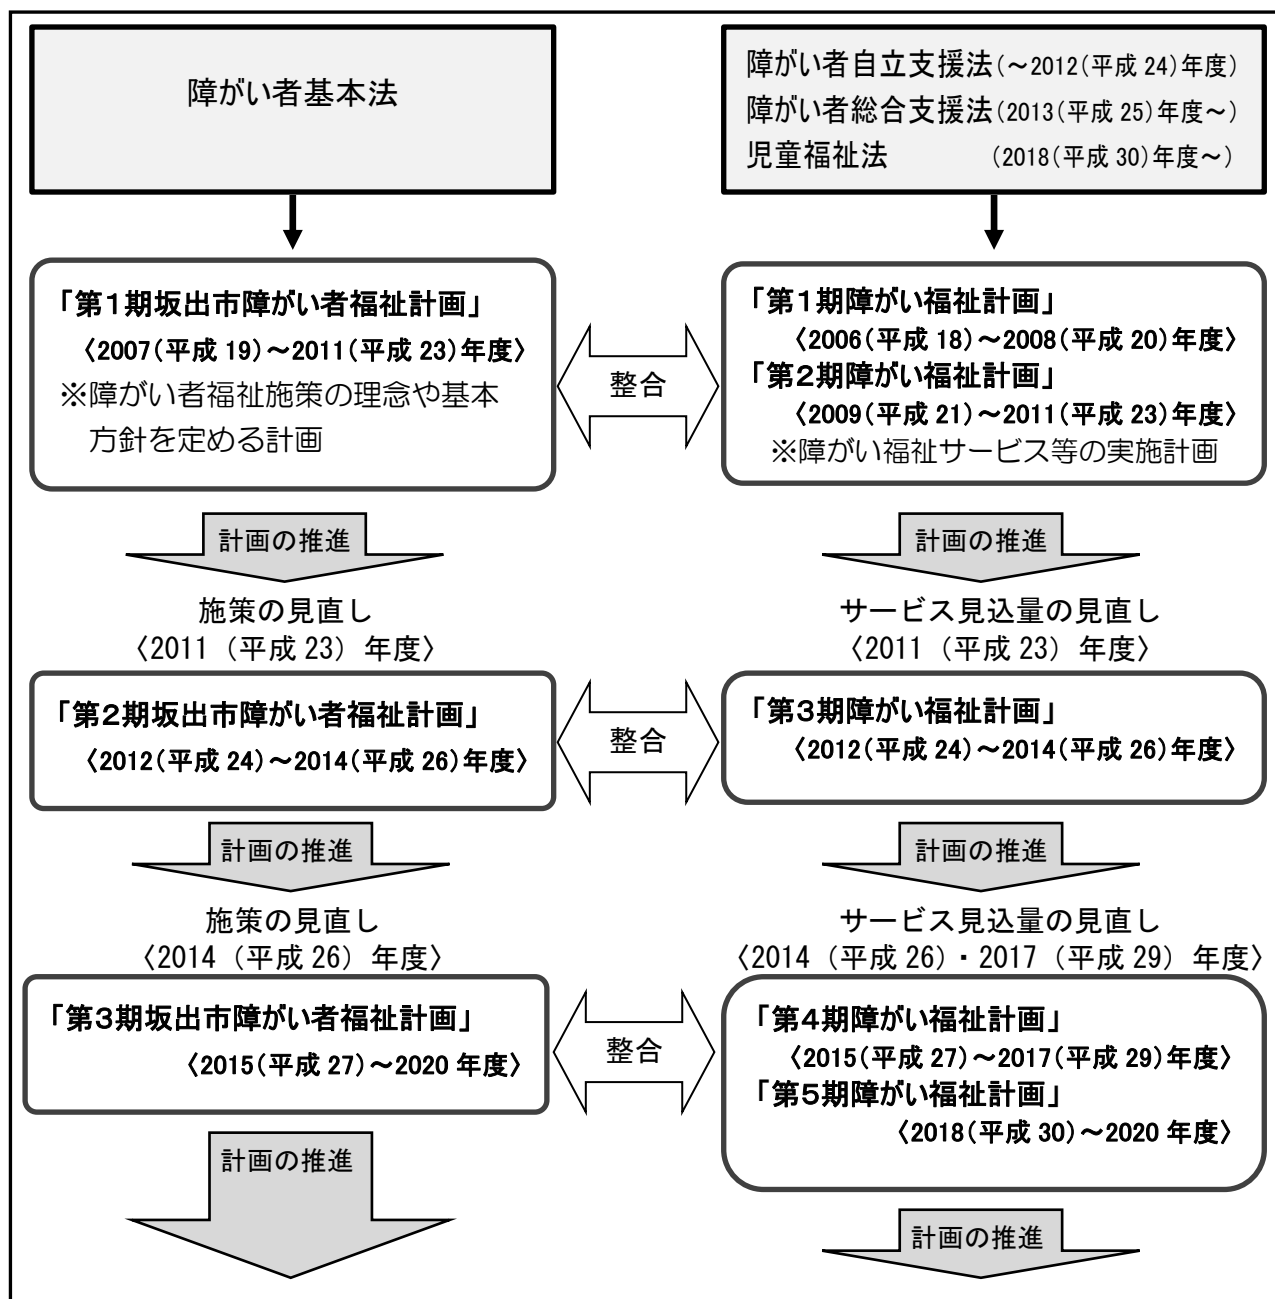 障がい者基本法
障がい者自立支援法(～2012(平成 24)年度)
障がい者総合支援法(2013(平成 25)年度～)
児童福祉法 (2018(平成 30)年度～)
「第1期坂出市障がい者福祉計画」
〈2007(平成 19)～2011(平成 23)年度〉
※障がい者福祉施策の理念や基本
方針を定める計画
整合
「第1期障がい福祉計画」
〈2006(平成 18)～2008(平成 20)年度〉
「第2期障がい福祉計画」
〈2009(平成 21)～2011(平成 23)年度〉
※障がい福祉サービス等の実施計画
計画の推進
計画の推進
施策の見直し
〈2011（平成 23）年度〉
サービス見込量の見直し
〈2011（平成 23）年度〉
「第2期坂出市障がい者福祉計画」
〈2012(平成 24)～2014(平成 26)年度〉
整合
「第3期障がい福祉計画」
〈2012(平成 24)～2014(平成 26)年度〉
計画の推進
計画の推進
施策の見直し
〈2014（平成 26）年度〉
サービス見込量の見直し
〈2014（平成 26）・2017（平成 29）年度〉
「第3期坂出市障がい者福祉計画」
〈2015(平成 27)～2020 年度〉
整合
「第4期障がい福祉計画」
〈2015(平成 27)～2017(平成 29)年度〉
「第5期障がい福祉計画」
〈2018(平成 30)～2020 年度〉
計画の推進
計画の推進